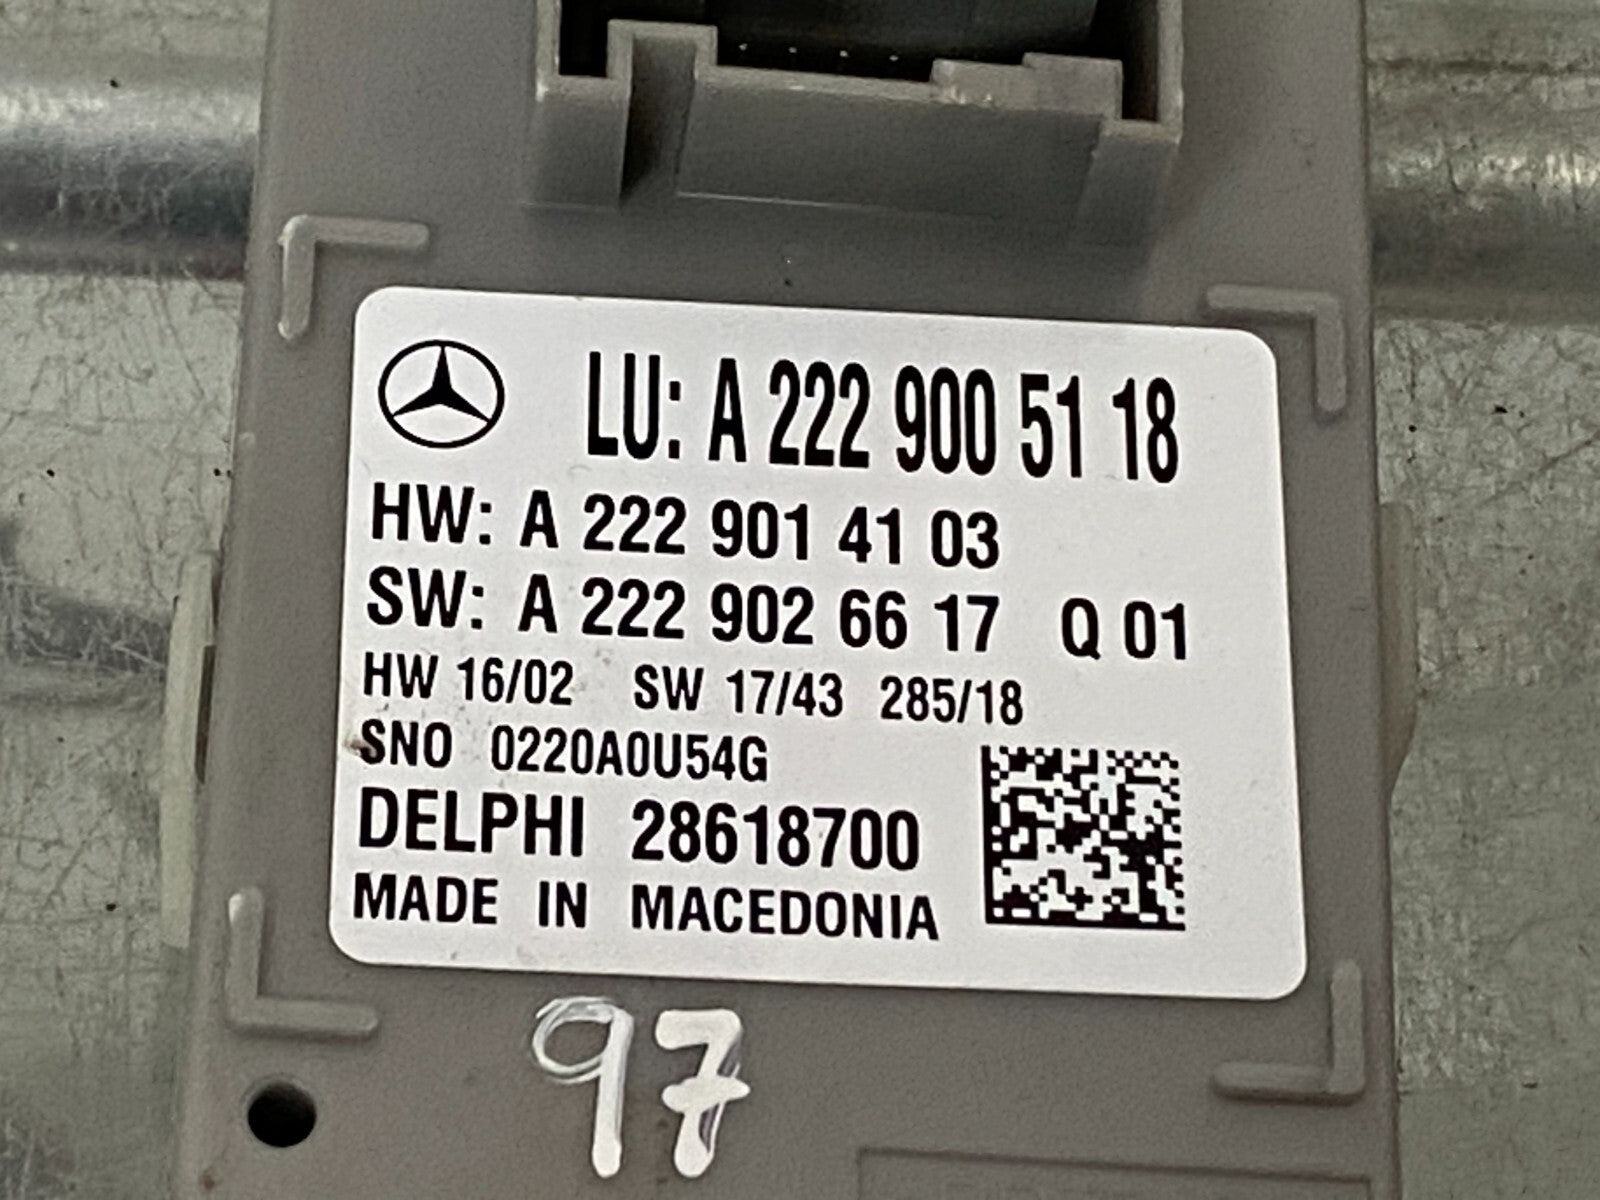 LU: A 222 900 51 18
HW: A 222 901 41 03
SW: A 222 902 66 17 Q 01
HW 16/02 SW 17/43 285/18
SNO 0220A0U54G
DELPHI 28618700
MADE IN MACEDONIA
97